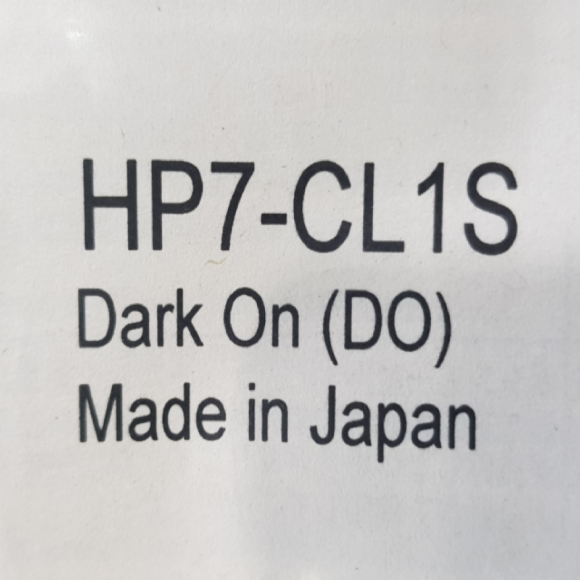 HP7-CL1S
Dark On (DO)
Made in Japan